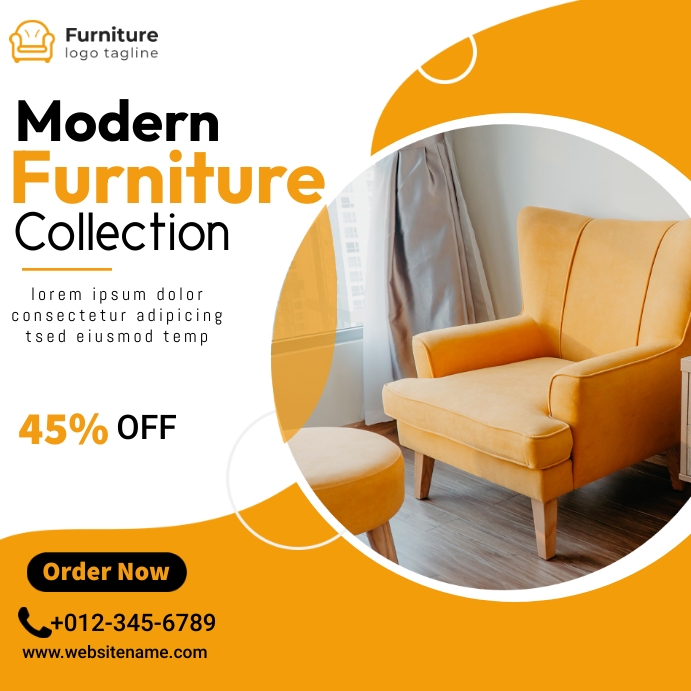 Furniture
logo tagline
Modern
Furniture
Collection
lorem ipsum dolor
consectetur adipicing
tsed eiusmod temp
45% OFF
Order Now
+012-345-6789
www.websitename.com